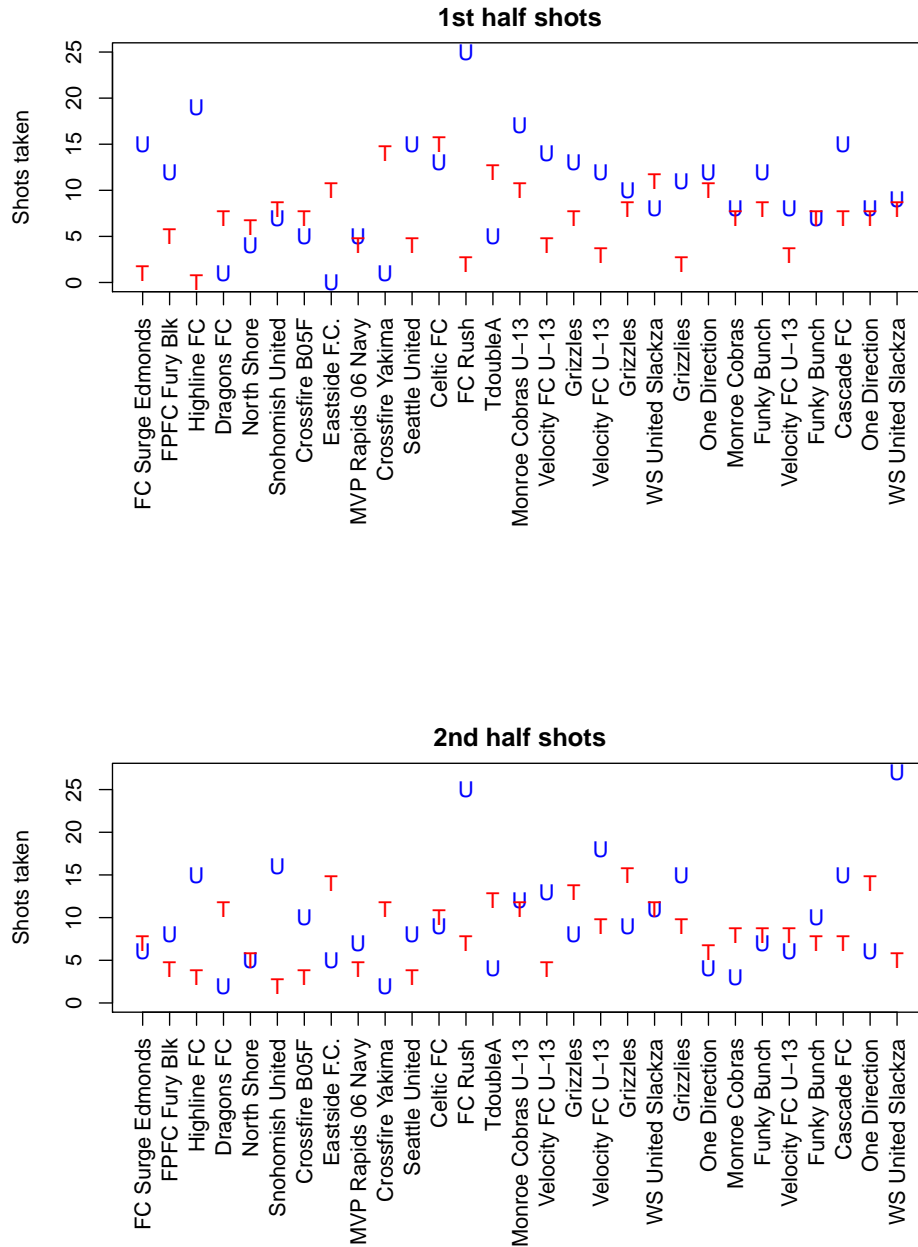 1st half shots
Shots taken
25
20
15
10
5
0
U U U U U U U U U U U U U U U U U U U U U U U U U U U U U
T T T T T T T T T T T T T T T T T T T T T T T T T T T T T
FC Surge Edmonds
FPFC Fury Blk
Highline FC
Dragons FC
North Shore
Snohomish United
Crossfire B05F
Eastside F.C.
MVP Rapids 06 Navy
Crossfire Yakima
Seattle United
Celtic FC
FC Rush
TdoubleA
Monroe Cobras U−13
Velocity FC U−13
Grizzles
Velocity FC U−13
Grizzles
WS United Slackza
Grizzlies
One Direction
Monroe Cobras
Funky Bunch
Velocity FC U−13
Funky Bunch
Cascade FC
One Direction
WS United Slackza
2nd half shots
Shots taken
25
20
15
10
5
0
U U U U U U U U U U U U U U U U U U U U U U U U U U U U U
T T T T T T T T T T T T T T T T T T T T T T T T T T T T T
FC Surge Edmonds
FPFC Fury Blk
Highline FC
Dragons FC
North Shore
Snohomish United
Crossfire B05F
Eastside F.C.
MVP Rapids 06 Navy
Crossfire Yakima
Seattle United
Celtic FC
FC Rush
TdoubleA
Monroe Cobras U−13
Velocity FC U−13
Grizzles
Velocity FC U−13
Grizzles
WS United Slackza
Grizzlies
One Direction
Monroe Cobras
Funky Bunch
Velocity FC U−13
Funky Bunch
Cascade FC
One Direction
WS United Slackza